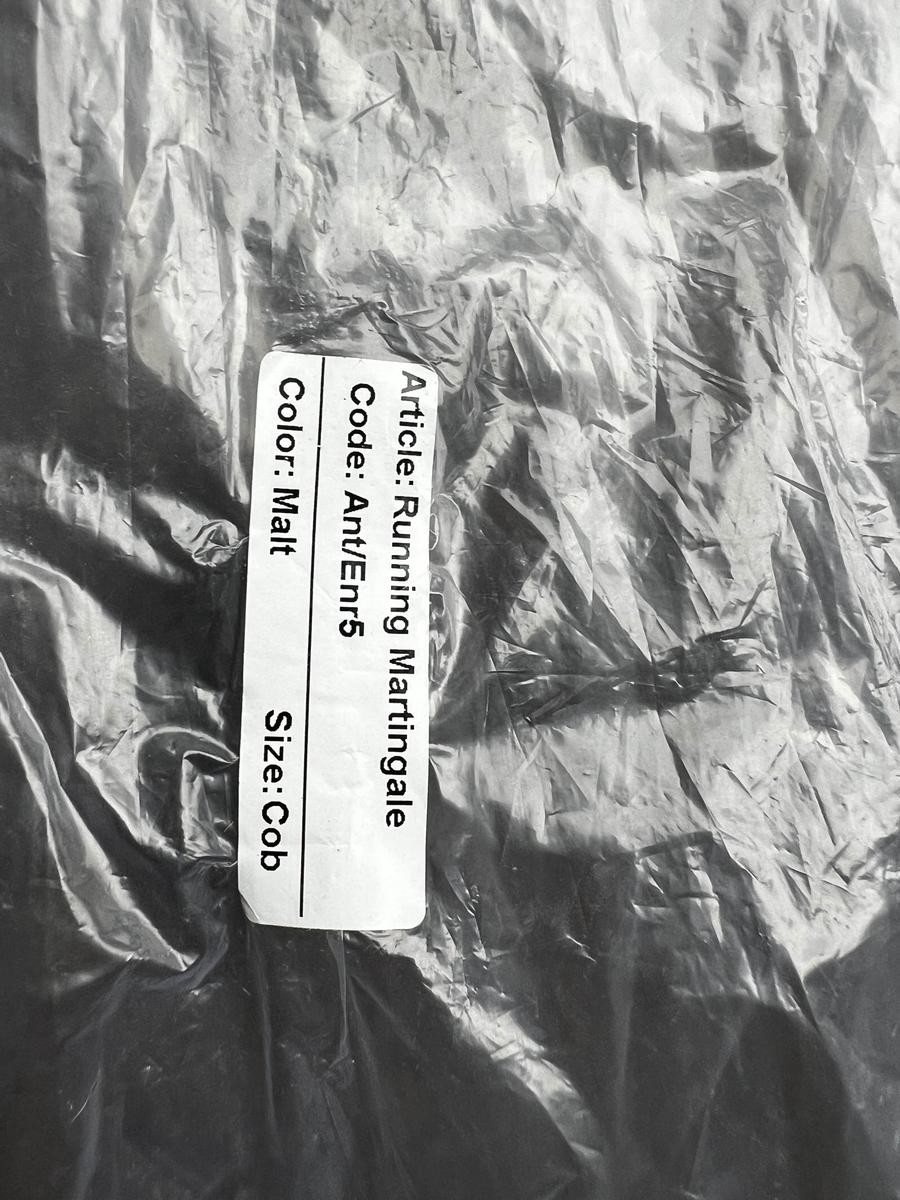 Article: Running Martingale
Code: Ant/Enr5
Color: Malt Size: Cob